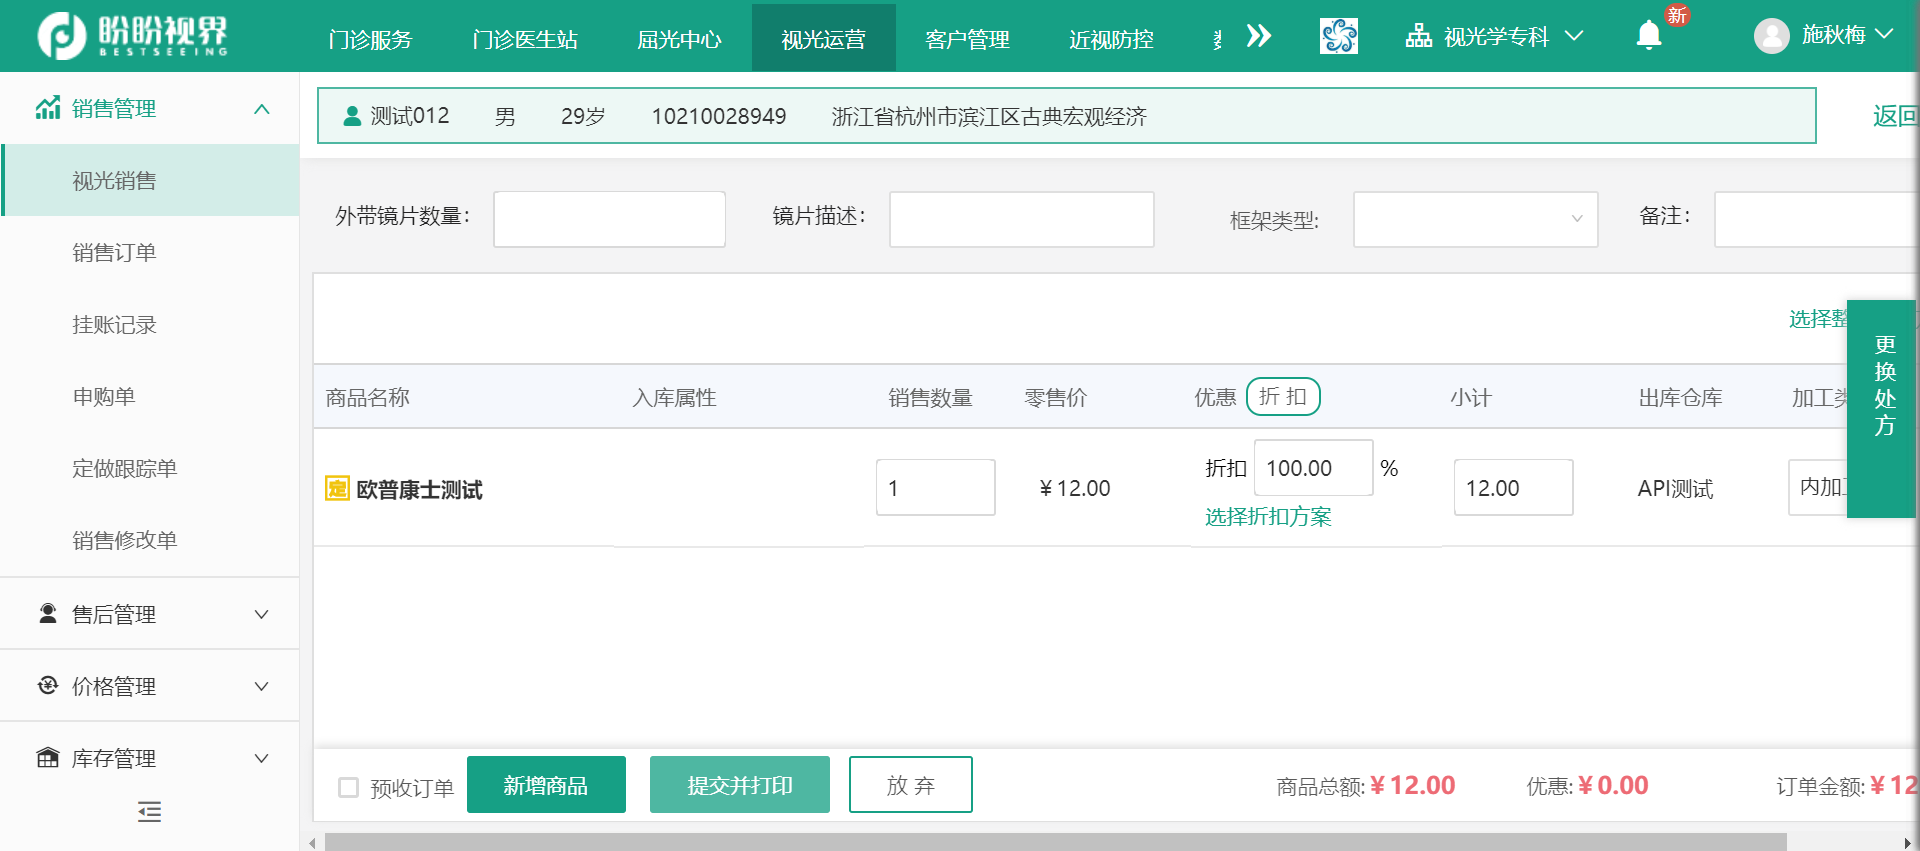 盼盼视界
BESTSEEING
门诊服务
门诊医生站
屈光中心
视光运营
客户管理
近视防控
视光学专科
新
施秋梅
销售管理
视光销售
销售订单
挂账记录
申购单
定做跟踪单
销售修改单
售后管理
价格管理
库存管理
测试012 男 29岁 10210028949 浙江省杭州市滨江区古典宏观经济
返回
外带镜片数量：
镜片描述：
框架类型:
备注：
选择整
更换处方
商品名称 入库属性 销售数量 零售价 优惠 折扣 小计 出库仓库 加工类
定 欧普康士测试 1 ¥12.00 折扣 100.00 % 12.00 API测试 内加
选择折扣方案
预收订单 新增商品 提交并打印 放弃 商品总额:¥12.00 优惠:¥0.00 订单金额:¥12